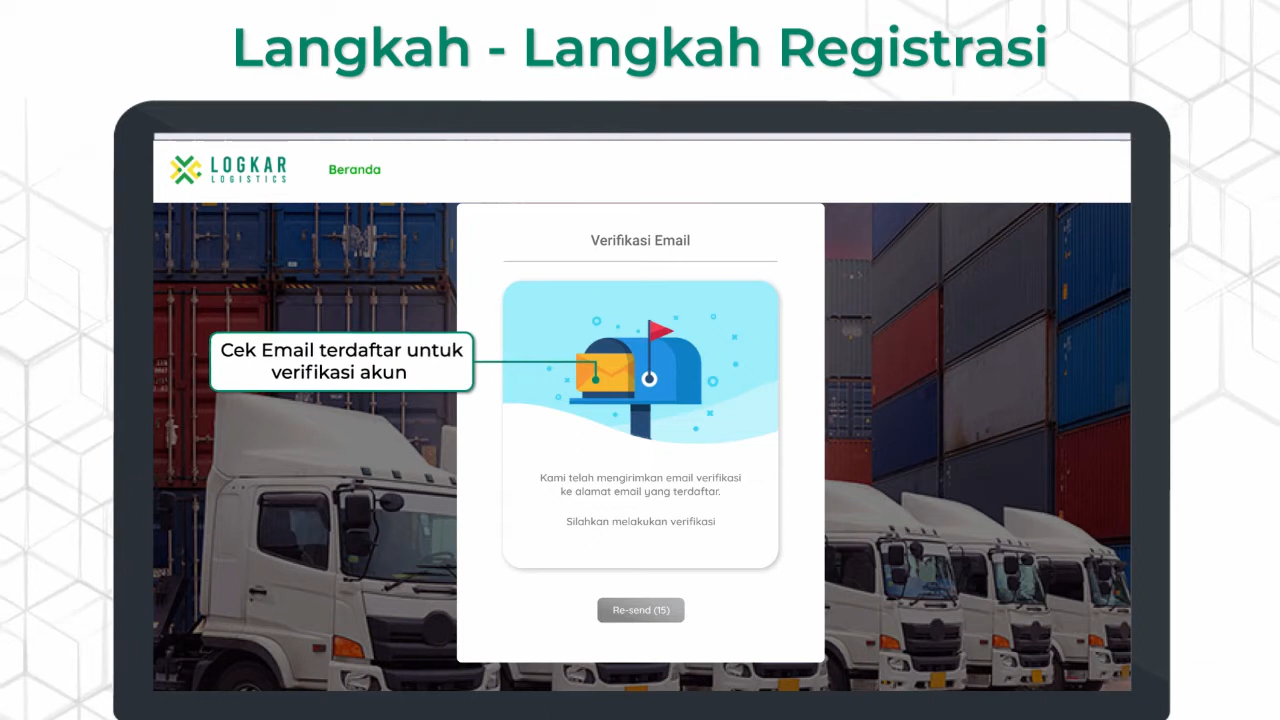 Langkah - Langkah Registrasi
LOGKAR
LOGISTICS
Beranda
Verifikasi Email
Cek Email terdaftar untuk
verifikasi akun
Kami telah mengirimkan email verifikasi
ke alamat email yang terdaftar.
Silahkan melakukan verifikasi
Re-send (15)